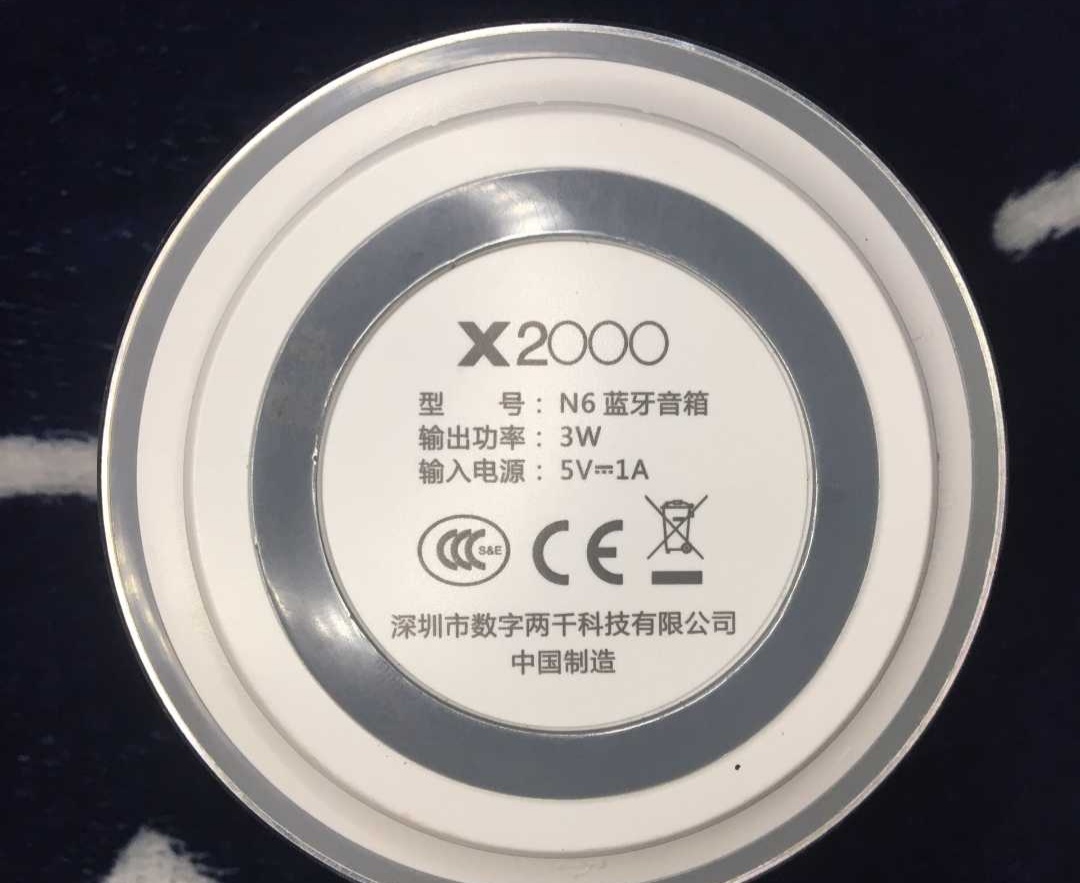 X2000
型　　号：N6 蓝牙音箱
输出功率：3W
输入电源：5V⎓1A
CCC S&E CE
深圳市数字两千科技有限公司
中国制造